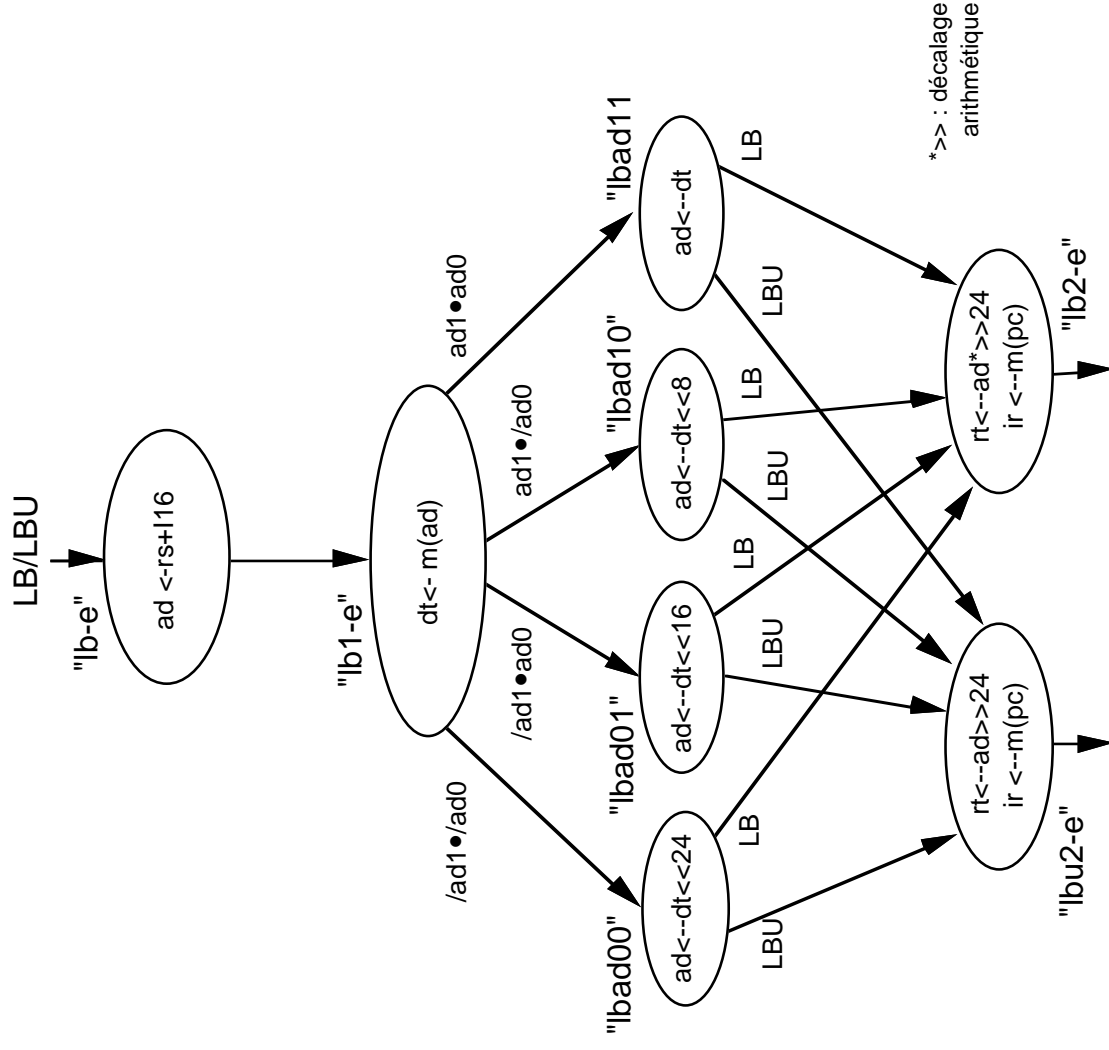 LB/LBU
"lb-e"
ad <-rs+I16
"lb1-e"
dt<- m(ad)
/ad1•/ad0
/ad1•ad0
ad1•/ad0
ad1•ad0
"lbad00"
"lbad01"
"lbad10"
"lbad11
ad<--dt<<24
ad<--dt<<16
ad<--dt<<8
ad<--dt
LBU
LB
LBU
LB
LBU
LB
LBU
LB
rt<--ad>>24
ir <--m(pc)
"lbu2-e"
rt<--ad*>>24
ir <--m(pc)
"lb2-e"
*>> : décalage
arithmétique